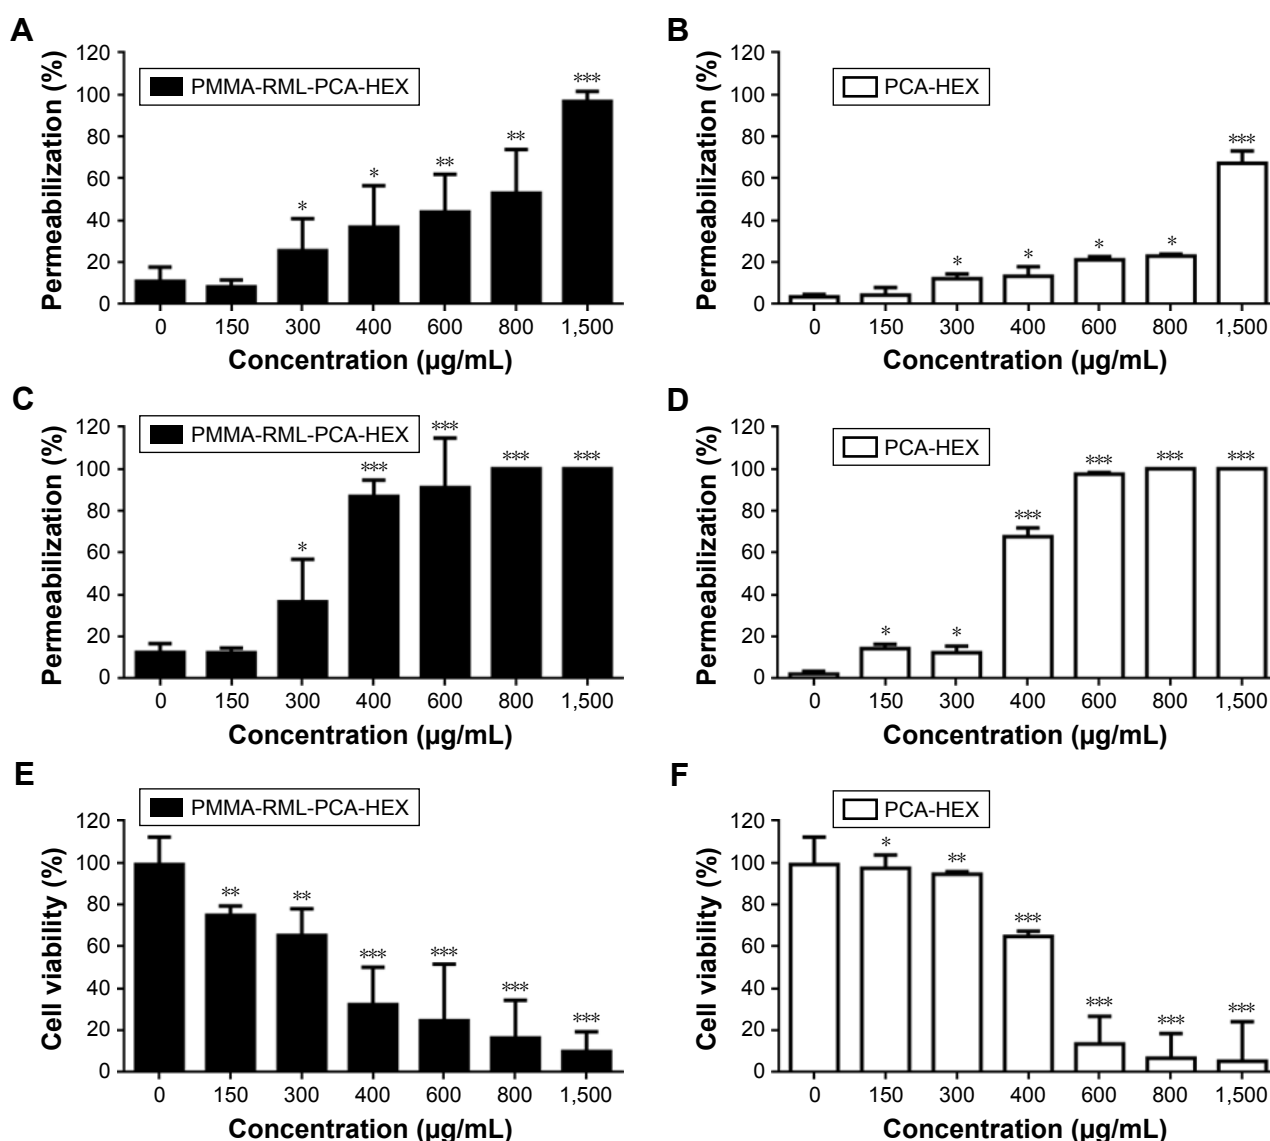 A
Permeabilization (%)
120
100
80
60
40
20
0
PMMA-RML-PCA-HEX
*
*
**
**
***
0 150 300 400 600 800 1,500
Concentration (µg/mL)
B
Permeabilization (%)
120
100
80
60
40
20
0
PCA-HEX
*
*
*
*
***
0 150 300 400 600 800 1,500
Concentration (µg/mL)
C
Permeabilization (%)
120
100
80
60
40
20
0
PMMA-RML-PCA-HEX
*
***
***
***
***
0 150 300 400 600 800 1,500
Concentration (µg/mL)
D
Permeabilization (%)
120
100
80
60
40
20
0
PCA-HEX
*
*
***
***
***
***
0 150 300 400 600 800 1,500
Concentration (µg/mL)
E
Cell viability (%)
120
100
80
60
40
20
0
PMMA-RML-PCA-HEX
**
**
***
***
***
***
0 150 300 400 600 800 1,500
Concentration (µg/mL)
F
Cell viability (%)
120
100
80
60
40
20
0
PCA-HEX
*
**
***
***
***
***
0 150 300 400 600 800 1,500
Concentration (µg/mL)